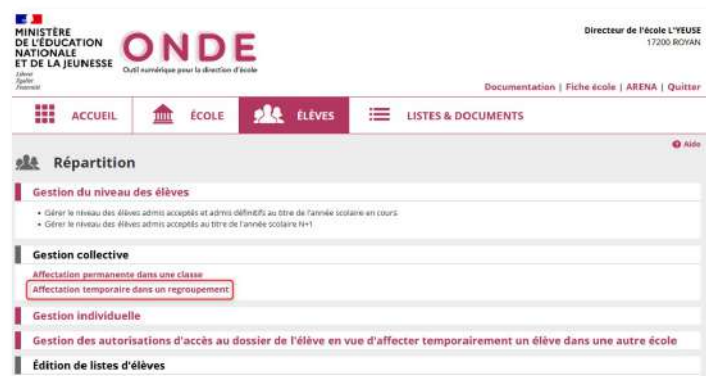 MINISTÈRE
DE L'ÉDUCATION
NATIONALE
ET DE LA JEUNESSE
Liberté
Égalité
Fraternité
ONDE
Outil numérique pour la direction d'école
Directeur de l'école L'YEUSE
17200 ROYAN
Documentation | Fiche école | ARENA | Quitter
ACCUEIL ÉCOLE ÉLÈVES LISTES & DOCUMENTS
Aide
Répartition
Gestion du niveau des élèves
• Gérer le niveau des élèves admis acceptés et admis définitifs au titre de l'année scolaire en cours
• Gérer le niveau des élèves admis acceptés au titre de l'année scolaire N+1
Gestion collective
Affectation permanente dans une classe
Affectation temporaire dans un regroupement
Gestion individuelle
Gestion des autorisations d'accès au dossier de l'élève en vue d'affecter temporairement un élève dans une autre école
Édition de listes d'élèves